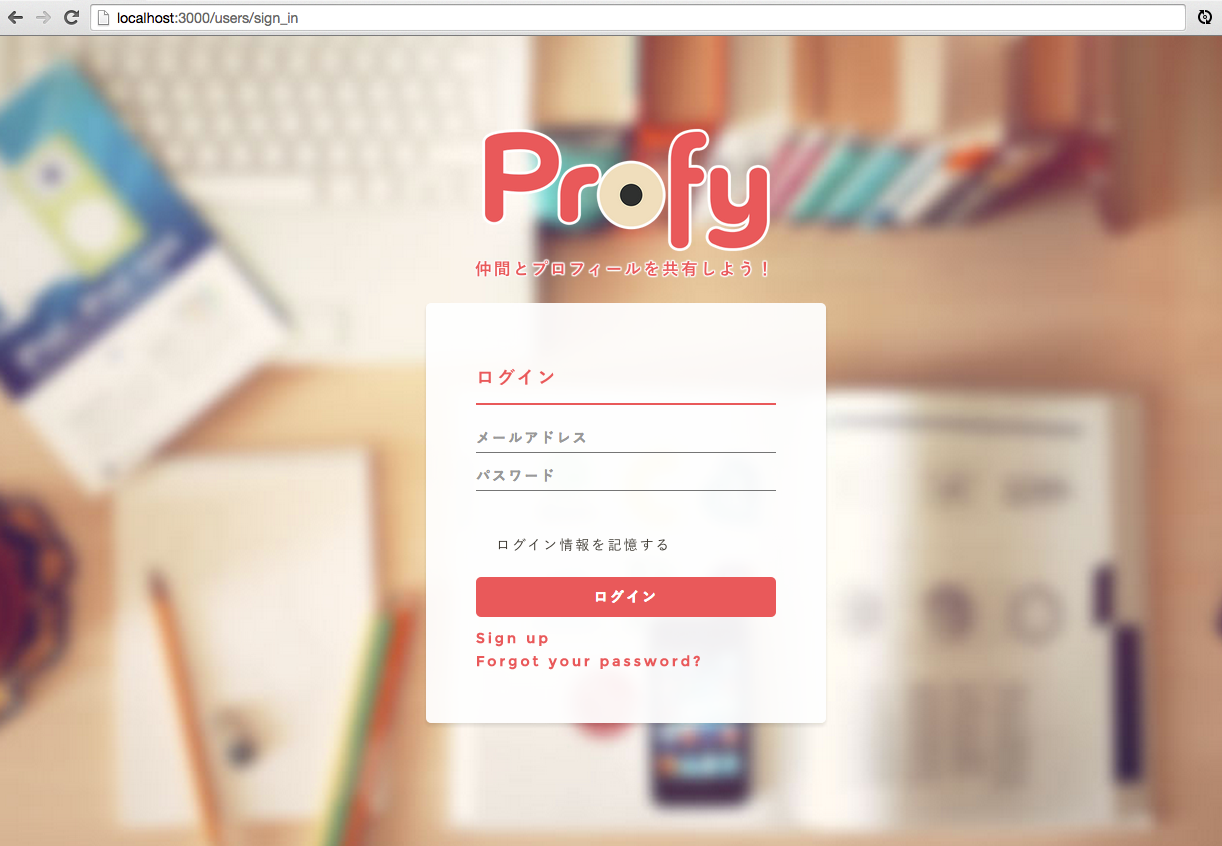 localhost:3000/users/sign_in
Profy
仲間とプロフィールを共有しよう！
ログイン
メールアドレス
パスワード
ログイン情報を記憶する
ログイン
Sign up
Forgot your password?